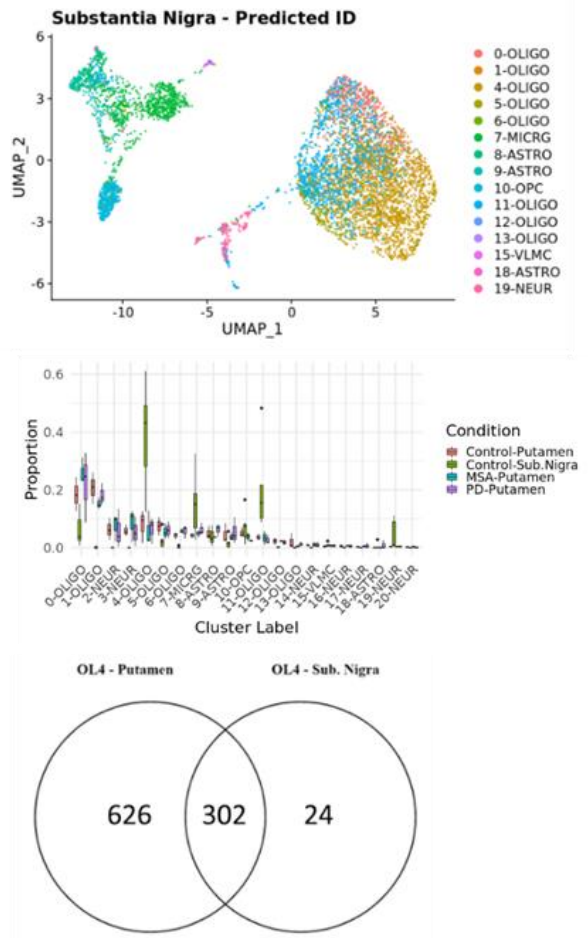 Substantia Nigra - Predicted ID
6
3
0
-3
-6
UMAP_2
-10
-5
0
5
UMAP_1
0-OLIGO
1-OLIGO
4-OLIGO
5-OLIGO
6-OLIGO
7-MICRG
8-ASTRO
9-ASTRO
10-OPC
11-OLIGO
12-OLIGO
13-OLIGO
15-VLMC
18-ASTRO
19-NEUR
0.6
0.4
0.2
0.0
Proportion
0-OLIGO
1-OLIGO
2-NEUR
3-NEUR
4-OLIGO
5-OLIGO
6-OLIGO
7-MICRG
8-ASTRO
9-ASTRO
10-OPC
11-OLIGO
12-OLIGO
13-OLIGO
14-NEUR
15-VLMC
16-NEUR
17-NEUR
18-ASTRO
19-NEUR
20-NEUR
Cluster Label
Condition
Control-Putamen
Control-Sub.Nigra
MSA-Putamen
PD-Putamen
OL4 - Putamen
OL4 - Sub. Nigra
626
302
24